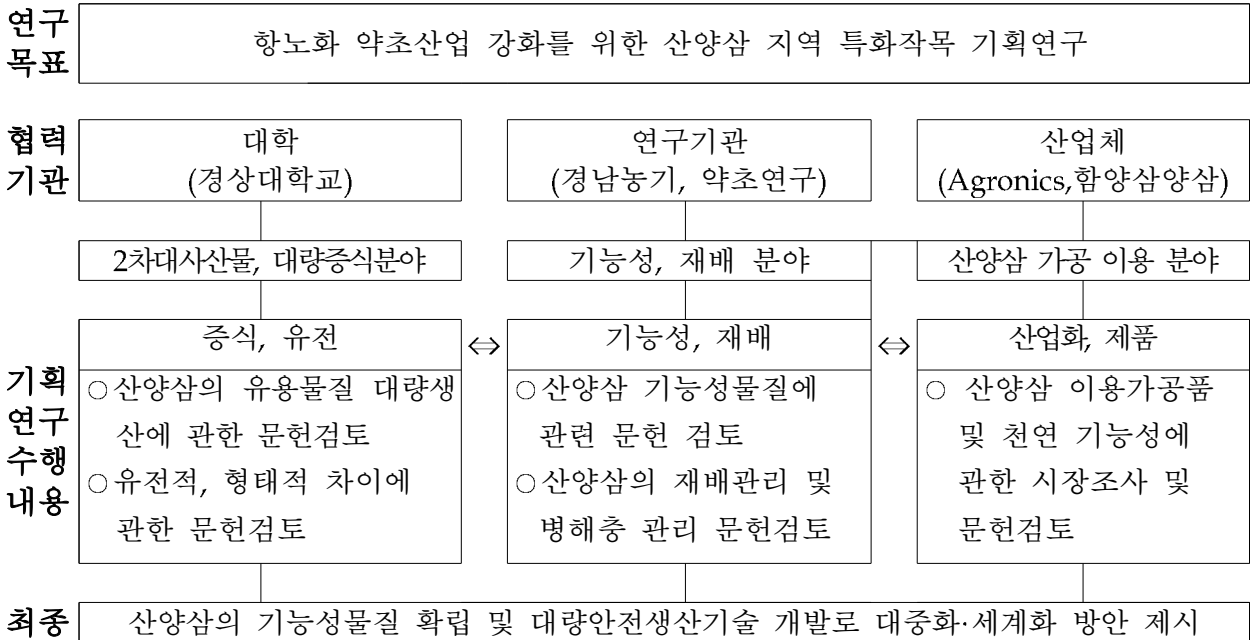 연구
목표
항노화 약초산업 강화를 위한 산양삼 지역 특화작목 기획연구
협력
기관
대학
(경상대학교)
연구기관
(경남농기, 약초연구)
산업체
(Agronics,함양삼양삼)
2차대사산물, 대량증식분야
기능성, 재배 분야
산양삼 가공 이용 분야
기획
연구
수행
내용
증식, 유전
○산양삼의 유용물질 대량생
산에 관한 문헌검토
○유전적, 형태적 차이에
관한 문헌검토
⇔
기능성, 재배
○산양삼 기능성물질에
관련 문헌 검토
○산양삼의 재배관리 및
병해충 관리 문헌검토
⇔
산업화, 제품
○ 산양삼 이용가공품
및 천연 기능성에
관한 시장조사 및
문헌검토
최종
산양삼의 기능성물질 확립 및 대량안전생산기술 개발로 대중화·세계화 방안 제시